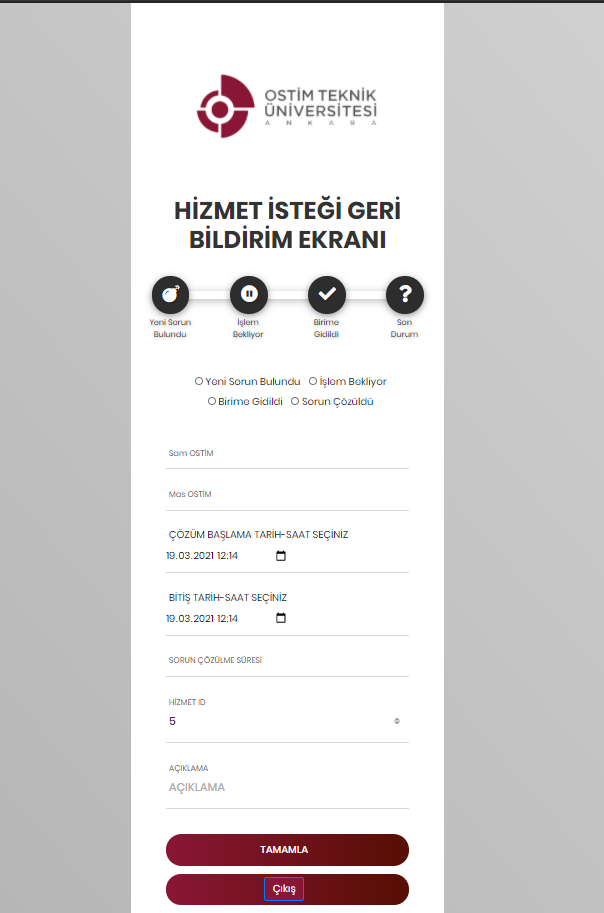 OSTİM TEKNİK
ÜNİVERSİTESİ
ANKARA
HİZMET İSTEĞİ GERİ
BİLDİRİM EKRANI
Yeni Sorun
Bulundu
İşlem
Bekliyor
Birime
Gidildi
Son
Durum
Yeni Sorun Bulundu İşlem Bekliyor
Birime Gidildi Sorun Çözüldü
Sam OSTİM
Mas OSTİM
ÇÖZÜM BAŞLAMA TARİH-SAAT SEÇİNİZ
19.03.2021 12:14
BİTİŞ TARİH-SAAT SEÇİNİZ
19.03.2021 12:14
SORUN ÇÖZÜLME SÜRESİ
HİZMET ID
5
AÇIKLAMA
AÇIKLAMA
TAMAMLA
Çıkış